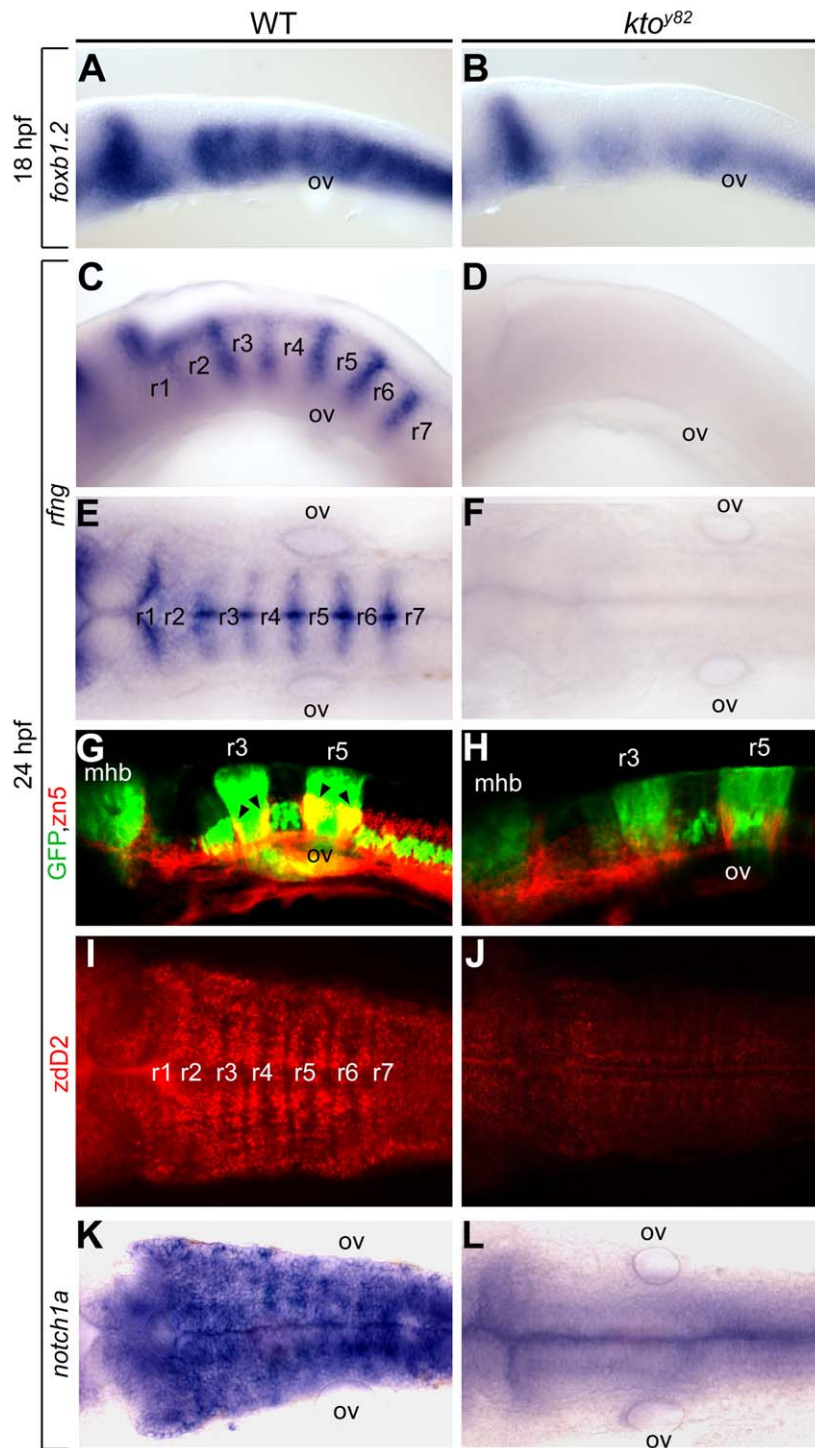 WT kto^y82
18 hpf
foxb1.2
A
ov
B
ov
24 hpf
rfng
C
r1 r2 r3 r4 r5 r6 r7
ov
D
ov
E
ov
r1 r2 r3 r4 r5 r6 r7
ov
F
ov
ov
GFP,zn5
G
r3 r5
mhb
ov
H
r3 r5
mhb
ov
zdD2
I
r1 r2 r3 r4 r5 r6 r7
J
notch1a
K
ov
ov
L
ov
ov